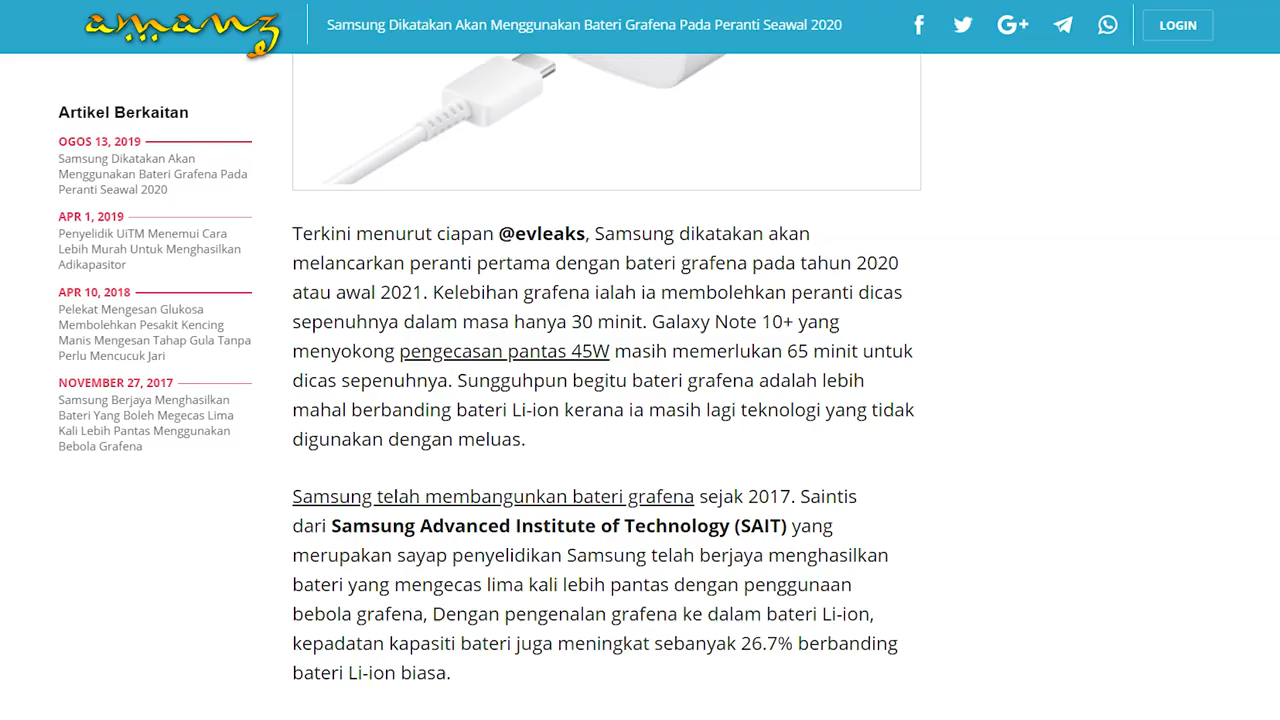 amanz
Samsung Dikatakan Akan Menggunakan Bateri Grafena Pada Peranti Seawal 2020
LOGIN
Artikel Berkaitan
OGOS 13, 2019
Samsung Dikatakan Akan
Menggunakan Bateri Grafena Pada
Peranti Seawal 2020
APR 1, 2019
Penyelidik UiTM Menemui Cara
Lebih Murah Untuk Menghasilkan
Adikapasitor
APR 10, 2018
Pelekat Mengesan Glukosa
Membolehkan Pesakit Kencing
Manis Mengesan Tahap Gula Tanpa
Perlu Mencucuk Jari
NOVEMBER 27, 2017
Samsung Berjaya Menghasilkan
Bateri Yang Boleh Megecas Lima
Kali Lebih Pantas Menggunakan
Bebola Grafena
Terkini menurut ciapan @evleaks, Samsung dikatakan akan
melancarkan peranti pertama dengan bateri grafena pada tahun 2020
atau awal 2021. Kelebihan grafena ialah ia membolehkan peranti dicas
sepenuhnya dalam masa hanya 30 minit. Galaxy Note 10+ yang
menyokong pengecasan pantas 45W masih memerlukan 65 minit untuk
dicas sepenuhnya. Sungguhpun begitu bateri grafena adalah lebih
mahal berbanding bateri Li-ion kerana ia masih lagi teknologi yang tidak
digunakan dengan meluas.
Samsung telah membangunkan bateri grafena sejak 2017. Saintis
dari Samsung Advanced Institute of Technology (SAIT) yang
merupakan sayap penyelidikan Samsung telah berjaya menghasilkan
bateri yang mengecas lima kali lebih pantas dengan penggunaan
bebola grafena, Dengan pengenalan grafena ke dalam bateri Li-ion,
kepadatan kapasiti bateri juga meningkat sebanyak 26.7% berbanding
bateri Li-ion biasa.